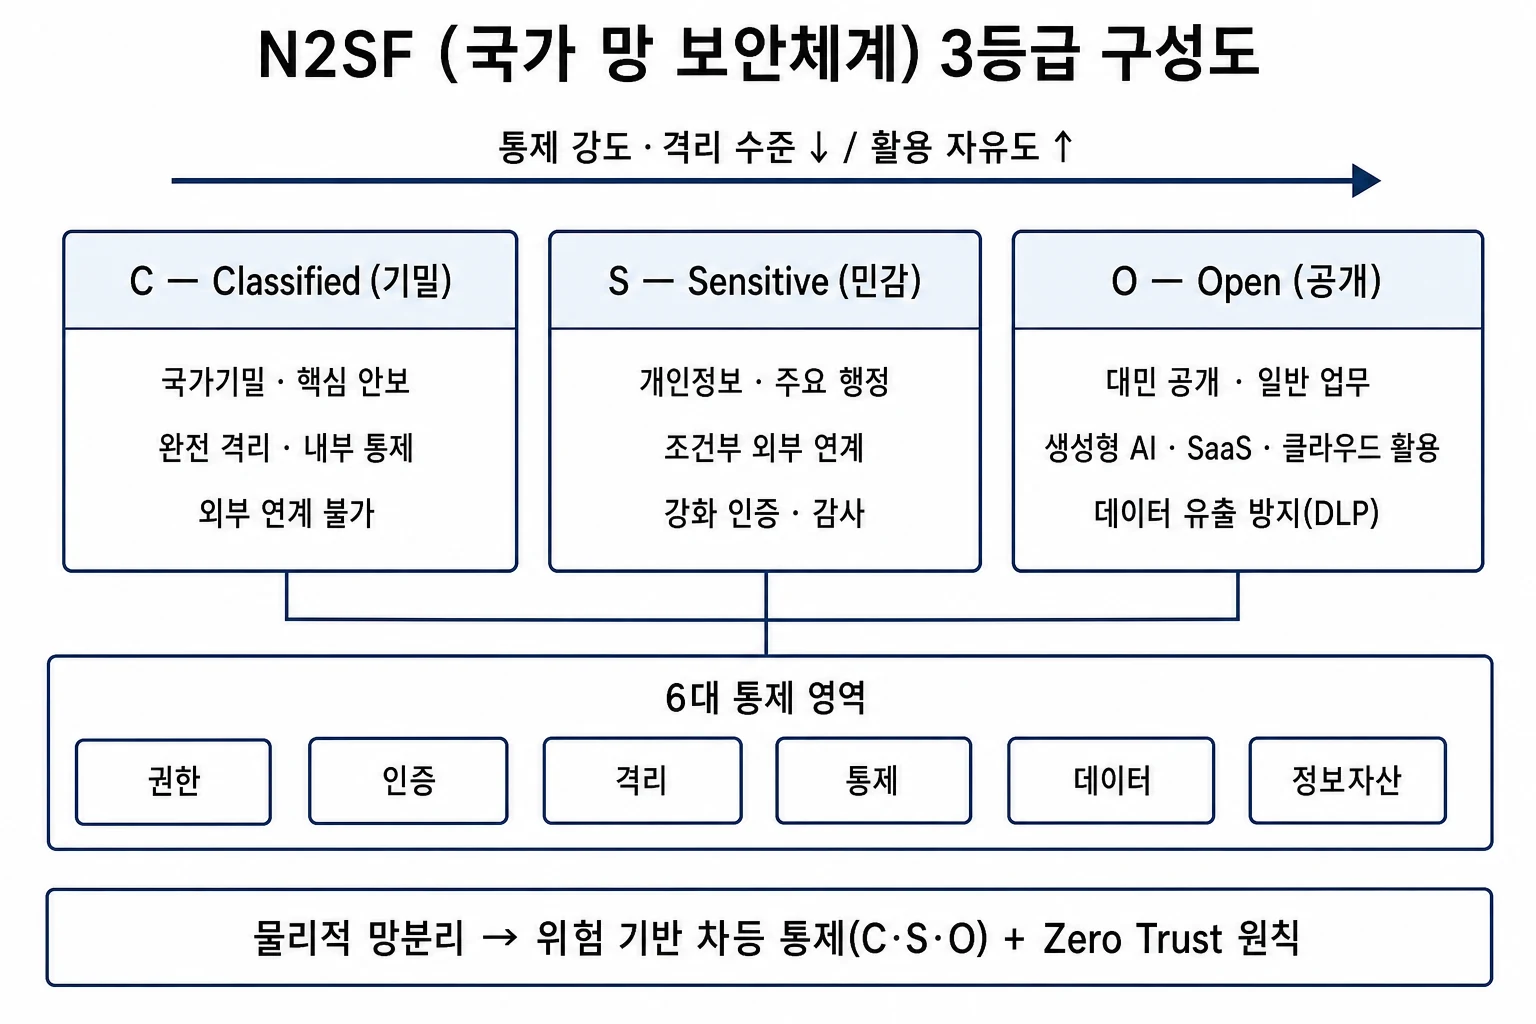 N2SF (국가 망 보안체계) 3등급 구성도
통제 강도 · 격리 수준 ↓ / 활용 자유도 ↑
C — Classified (기밀)
국가기밀 · 핵심 안보
완전 격리 · 내부 통제
외부 연계 불가
S — Sensitive (민감)
개인정보 · 주요 행정
조건부 외부 연계
강화 인증 · 감사
O — Open (공개)
대민 공개 · 일반 업무
생성형 AI · SaaS · 클라우드 활용
데이터 유출 방지(DLP)
6대 통제 영역
권한
인증
격리
통제
데이터
정보자산
물리적 망분리 → 위험 기반 차등 통제(C·S·O) + Zero Trust 원칙